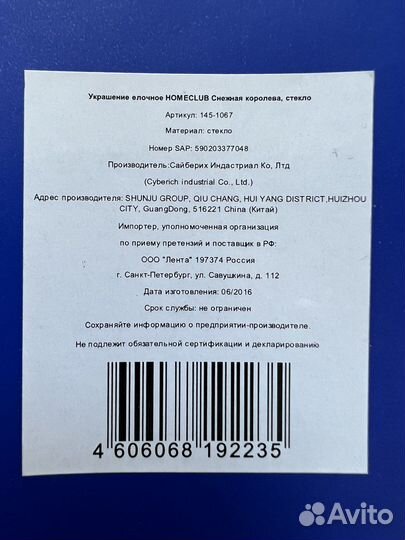 Украшение елочное HOMECLUB Снежная королева, стекло
Артикул: 145-1067
Материал: стекло
Номер SAP: 590203377048
Производитель:Сайберих Индастриал Ко, Лтд
(Cyberich industrial Co., Ltd.)
Адрес производителя: SHUNJU GROUP, QIU CHANG, HUI YANG DISTRICT,HUIZHOU
CITY, GuangDong, 516221 China (Китай)
Импортер, уполномоченная организация
по приему претензий и поставщик в РФ:
ООО "Лента" 197374 Россия
г. Санкт-Петербург, ул. Савушкина, д. 112
Дата изготовления: 06/2016
Срок службы: не ограничен
Сохраняйте информацию о предприятии-производителе.
Не подлежит обязательной сертификации и декларированию
4 606068 192235
Avito